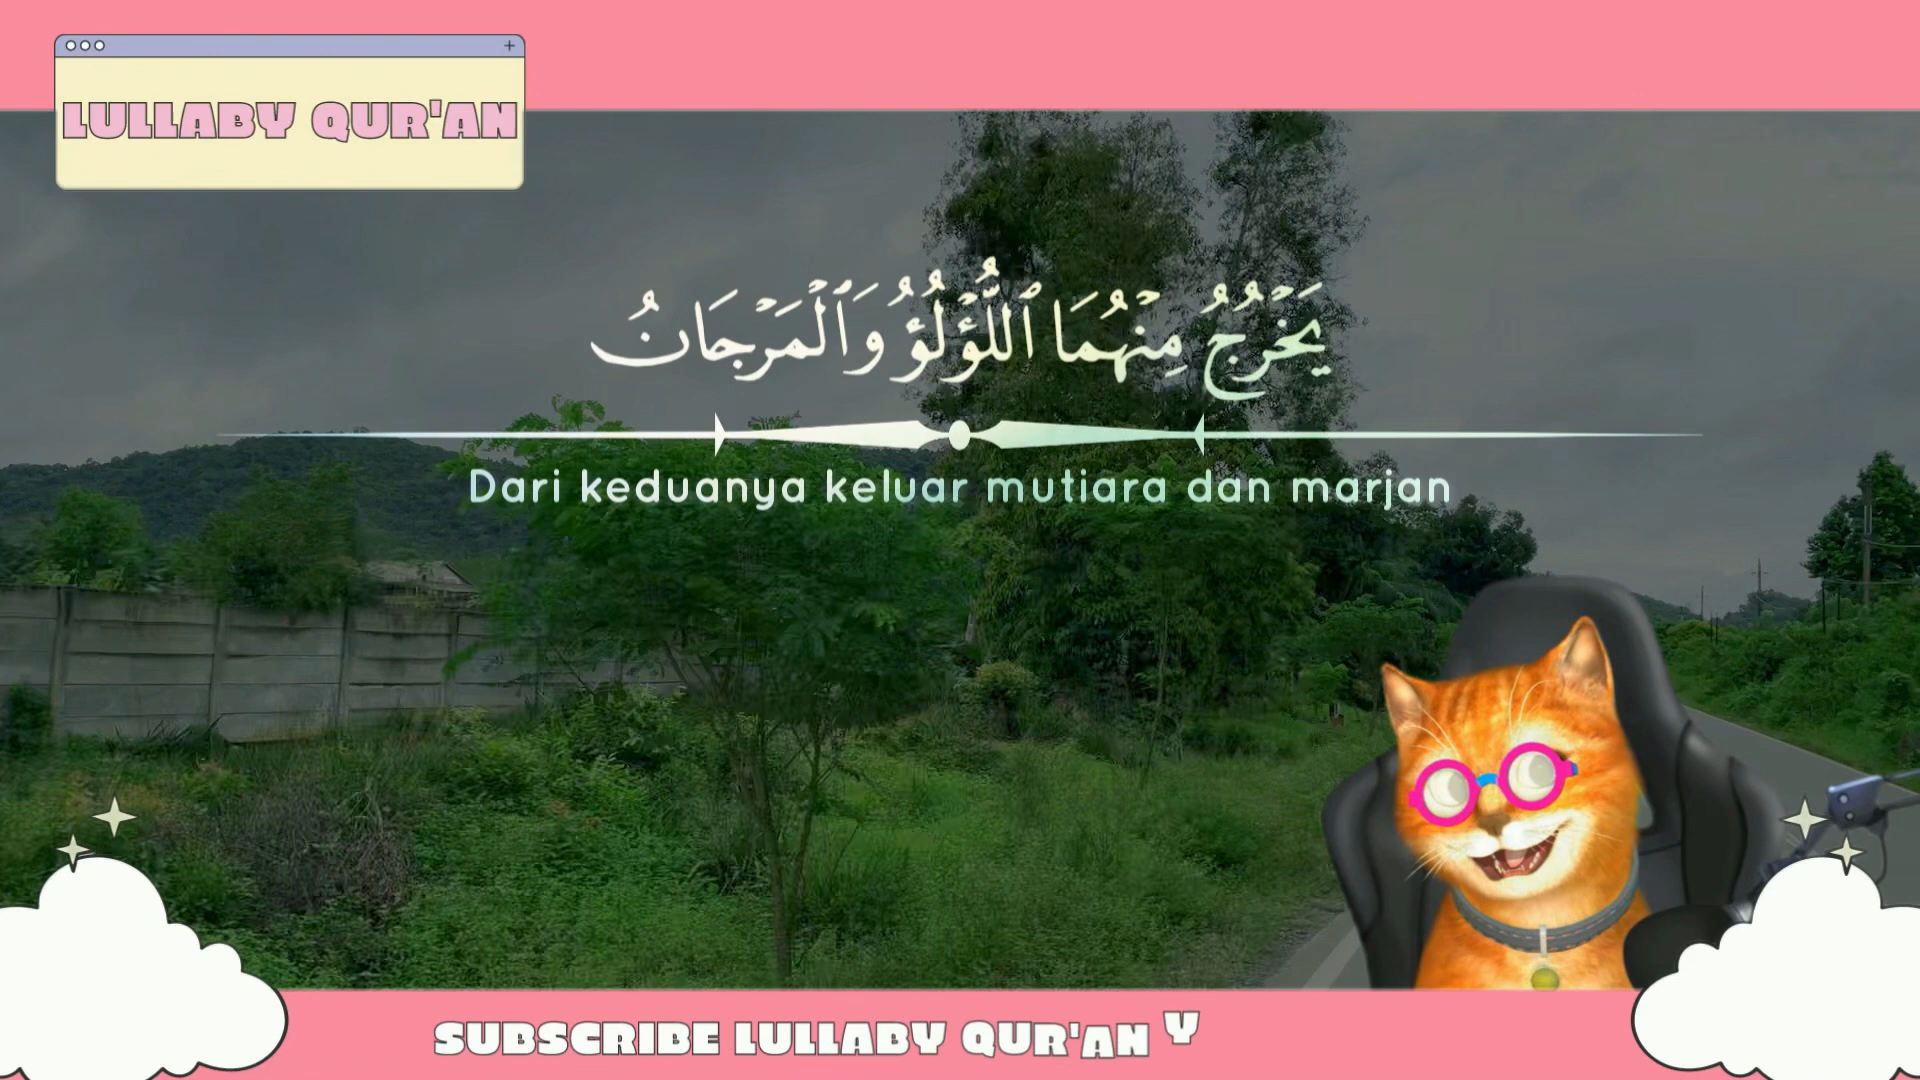 LULLABY QUR'AN
يَخْرُجُ مِنْهُمَا ٱللُّؤْلُؤُ وَٱلْمَرْجَانُ
Dari keduanya keluar mutiara dan marjan
SUBSCRIBE LULLABY QUR'AN Y